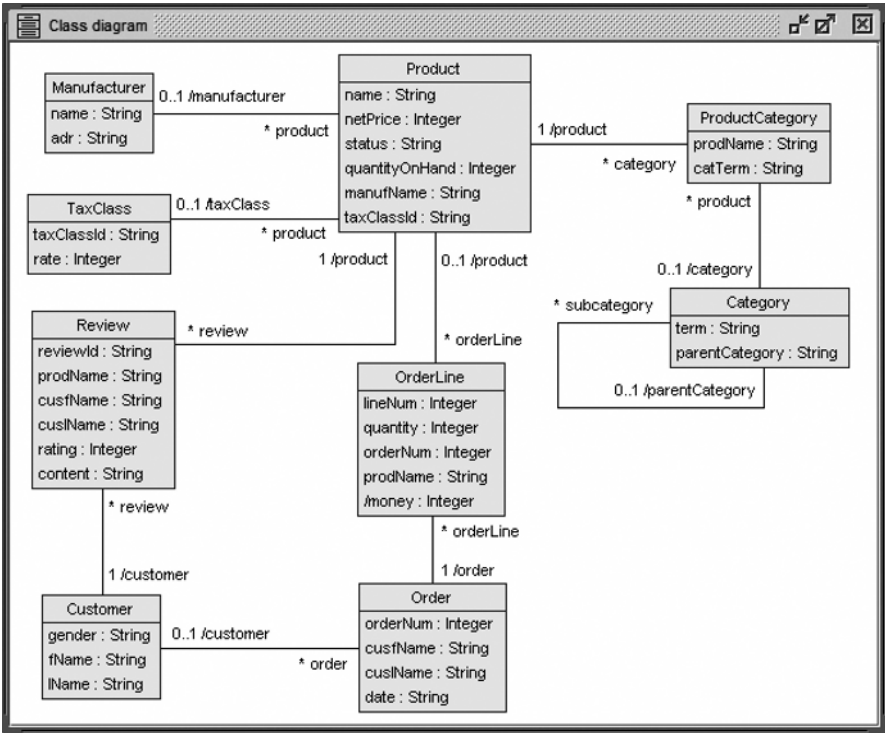 Class diagram
Manufacturer
name : String
adr : String
0..1 /manufacturer
* product
Product
name : String
netPrice : Integer
status : String
quantityOnHand : Integer
manufName : String
taxClassId : String
1 /product
* category
ProductCategory
prodName : String
catTerm : String
TaxClass
taxClassId : String
rate : Integer
0..1 /taxClass
* product
1 /product
0..1 /product
* product
0..1 /category
* subcategory
Category
term : String
parentCategory : String
0..1 /parentCategory
Review
reviewId : String
prodName : String
cusfName : String
cuslName : String
rating : Integer
content : String
* review
* orderLine
OrderLine
lineNum : Integer
quantity : Integer
orderNum : Integer
prodName : String
/money : Integer
* review
1 /customer
* orderLine
1 /order
Customer
gender : String
fName : String
lName : String
0..1 /customer
* order
Order
orderNum : Integer
cusfName : String
cuslName : String
date : String